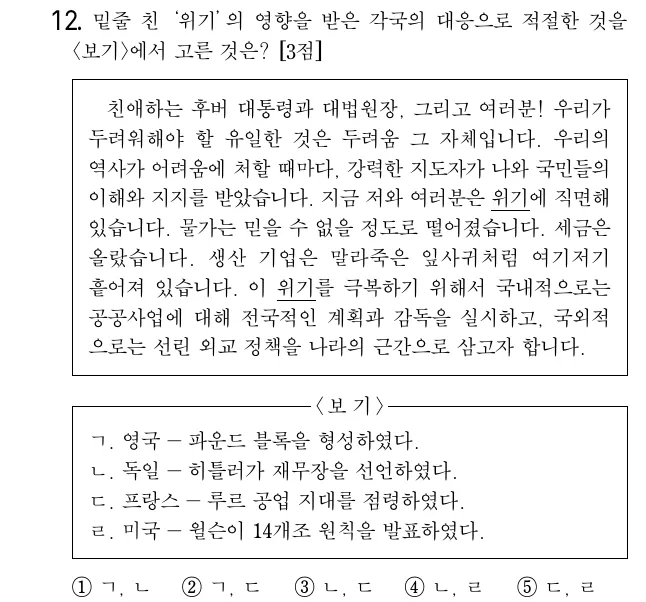 12. 밑줄 친 ‘위기’의 영향을 받은 각국의 대응으로 적절한 것을
〈보기〉에서 고른 것은? [3점]
친애하는 후버 대통령과 대법원장, 그리고 여러분! 우리가
두려워해야 할 유일한 것은 두려움 그 자체입니다. 우리의
역사가 어려움에 처할 때마다, 강력한 지도자가 나와 국민들의
이해와 지지를 받았습니다. 지금 저와 여러분은 위기에 직면해
있습니다. 물가는 믿을 수 없을 정도로 떨어졌습니다. 세금은
올랐습니다. 생산 기업은 말라죽은 잎사귀처럼 여기저기
흩어져 있습니다. 이 위기를 극복하기 위해서 국내적으로는
공공사업에 대해 전국적인 계획과 감독을 실시하고, 국외적
으로는 선린 외교 정책을 나라의 근간으로 삼고자 합니다.
〈보 기〉
ㄱ. 영국 – 파운드 블록을 형성하였다.
ㄴ. 독일 – 히틀러가 재무장을 선언하였다.
ㄷ. 프랑스 – 루르 공업 지대를 점령하였다.
ㄹ. 미국 – 윌슨이 14개조 원칙을 발표하였다.
① ㄱ, ㄴ ② ㄱ, ㄷ ③ ㄴ, ㄷ ④ ㄴ, ㄹ ⑤ ㄷ, ㄹ